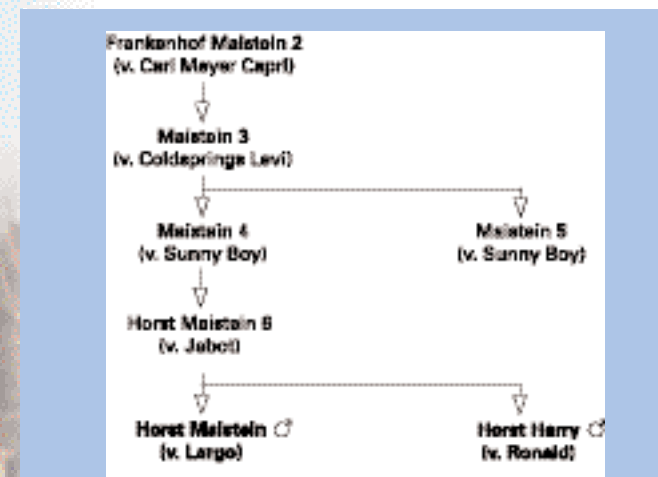 Frankenhof Maistein 2
(v. Carl Meyer Capri)
Maistein 3
(v. Coldsprings Levi)
Maistein 4
(v. Sunny Boy)
Maistein 5
(v. Sunny Boy)
Horst Maistein 6
(v. Jabot)
Horst Maistein ♂
(v. Largo)
Horst Harry ♂
(v. Ronald)